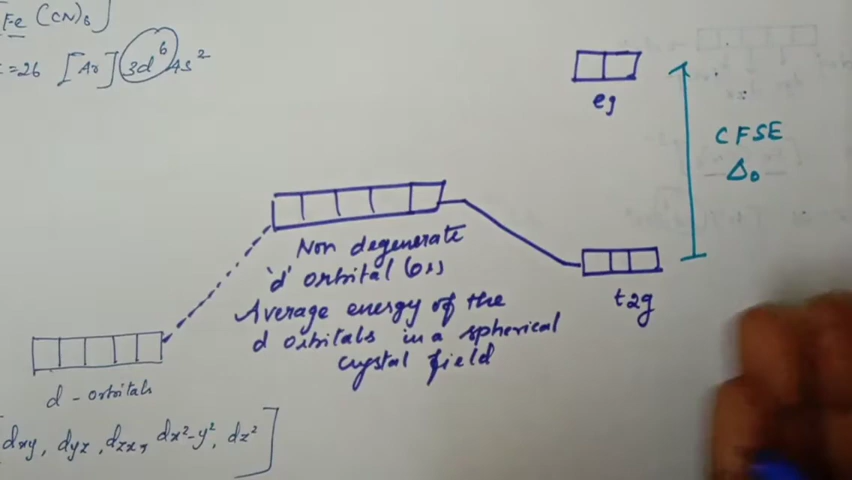 Fe (CN)6]
=26 [Ar] 3d⁶ 4s²
eg
CFSE
Δo
Non degenerate
'd' orbital (or)
Average energy of the
d orbitals in a spherical
crystal field
t2g
d - orbitals
dxy, dyz, dzx, dx²-y², dz²]